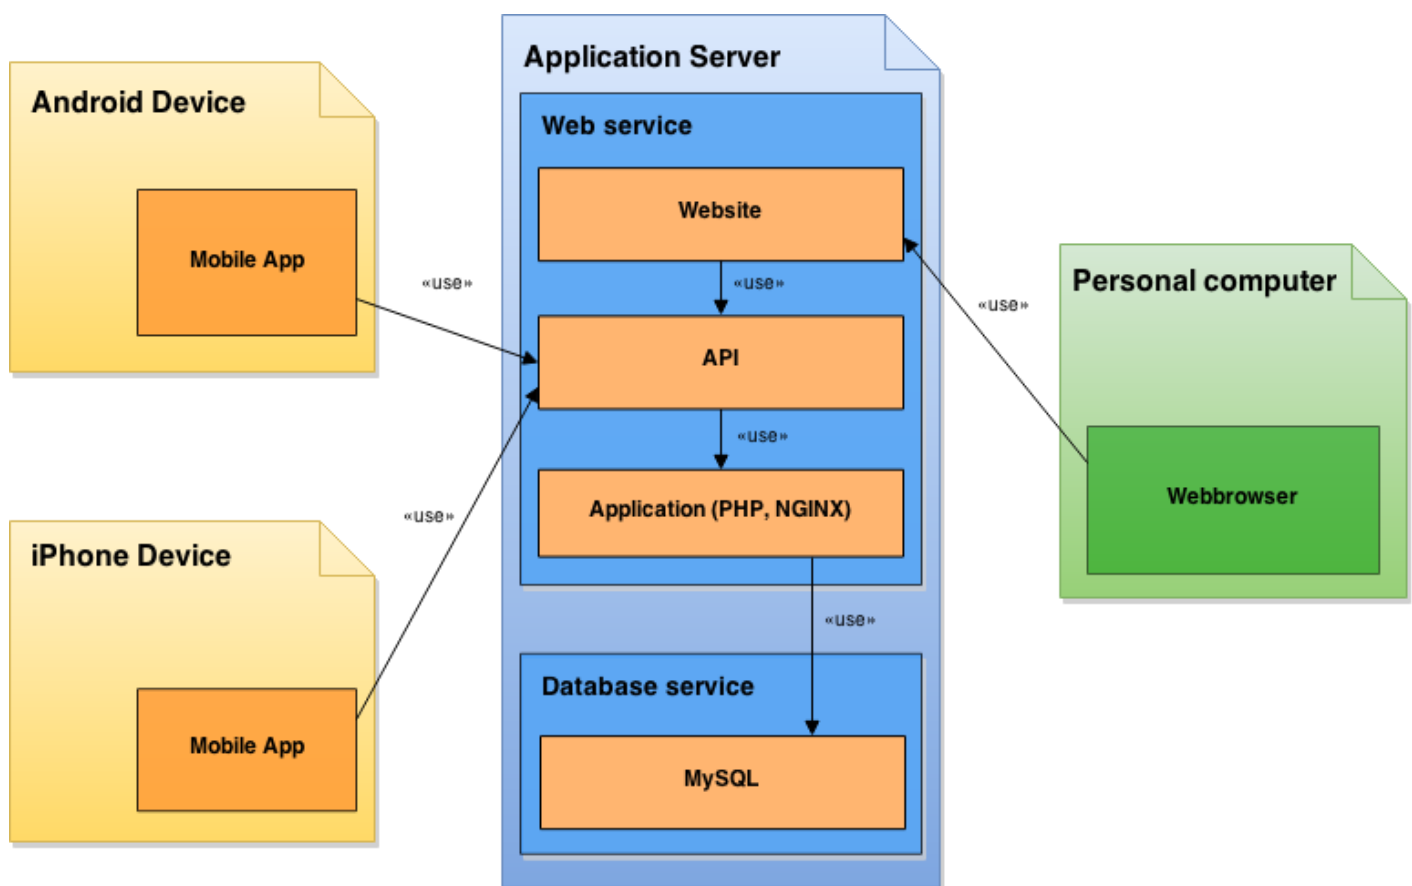 Application Server
Android Device
Web service
Website
Mobile App
«use»
«use»
«use»
Personal computer
API
«use»
Webbrowser
Application (PHP, NGINX)
«use»
iPhone Device
«use»
Database service
Mobile App
MySQL